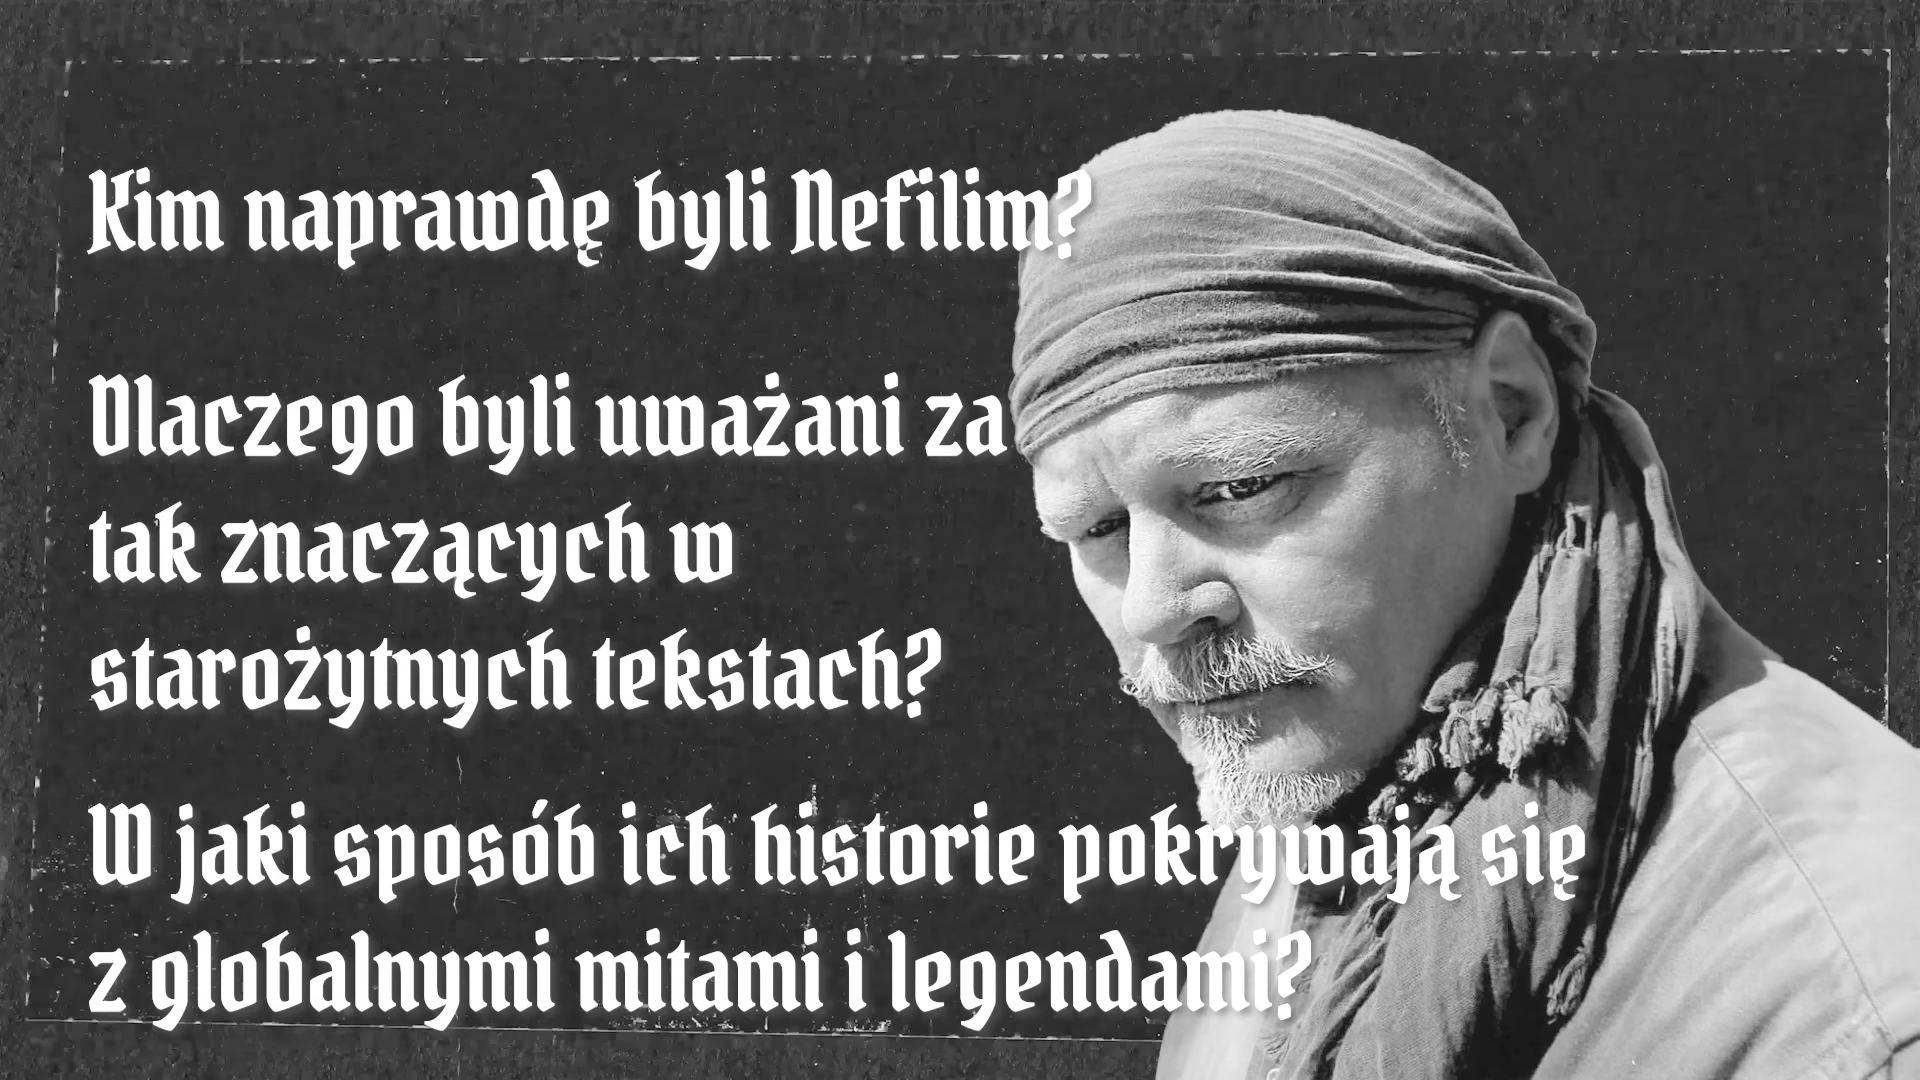 Kim naprawdę byli Nefilim?
Dlaczego byli uważani za
tak znaczących w
starożytnych tekstach?
W jaki sposób ich historie pokrywają się
z globalnymi mitami i legendami?